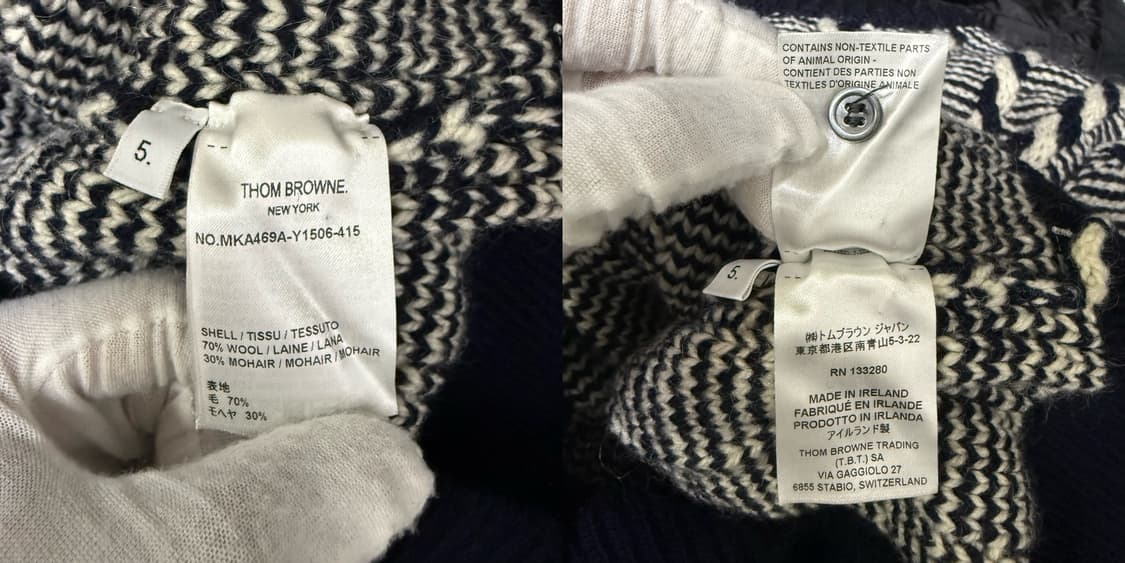 5.
THOM BROWNE.
NEW YORK
NO.MKA469A-Y1506-415
SHELL / TISSU / TESSUTO
70% WOOL / LAINE / LANA
30% MOHAIR / MOHAIR / MOHAIR
表地
毛 70%
モヘヤ 30%
CONTAINS NON-TEXTILE PARTS
OF ANIMAL ORIGIN -
CONTIENT DES PARTIES NON
TEXTILES D'ORIGINE ANIMALE
5.
㈱トムブラウン ジャパン
東京都港区南青山5-3-22
RN 133280
MADE IN IRELAND
FABRIQUÉ EN IRLANDE
PRODOTTO IN IRLANDA
アイルランド製
THOM BROWNE TRADING
(T.B.T.) SA
VIA GAGGIOLO 27
6855 STABIO, SWITZERLAND